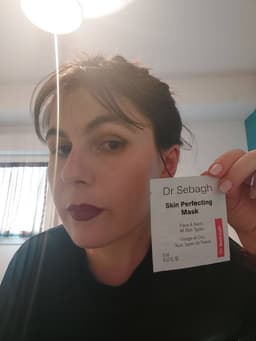 Dr Sebagh
Skin Perfecting
Mask
Face & Neck
All Skin Types
Visage et Cou
Tous Types de Peaux